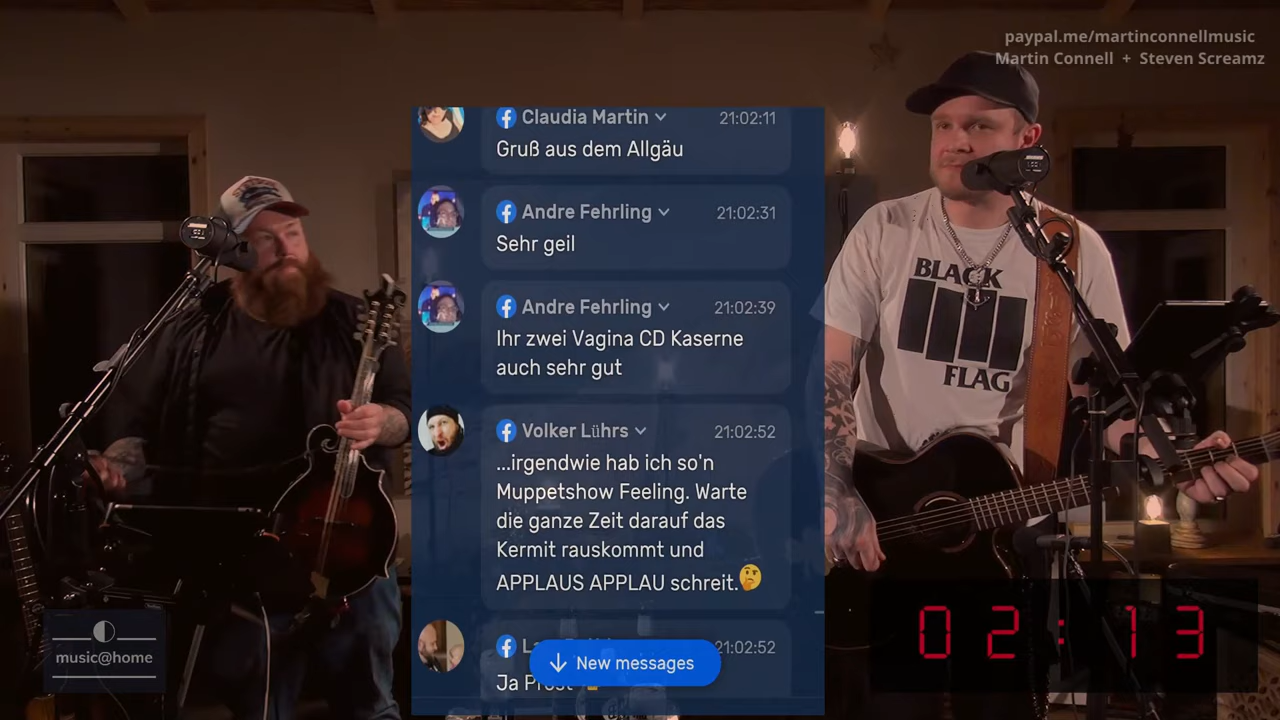 paypal.me/martinconnellmusic
Martin Connell + Steven Screamz
Claudia Martin 21:02:11
Gruß aus dem Allgäu
Andre Fehrling 21:02:31
Sehr geil
Andre Fehrling 21:02:39
Ihr zwei Vagina CD Kaserne
auch sehr gut
Volker Lührs 21:02:52
...irgendwie hab ich so'n
Muppetshow Feeling. Warte
die ganze Zeit darauf das
Kermit rauskommt und
APPLAUS APPLAU schreit.🤔
21:02:52
New messages
Ja Prost
BLACK
FLAG
02:13
music@home